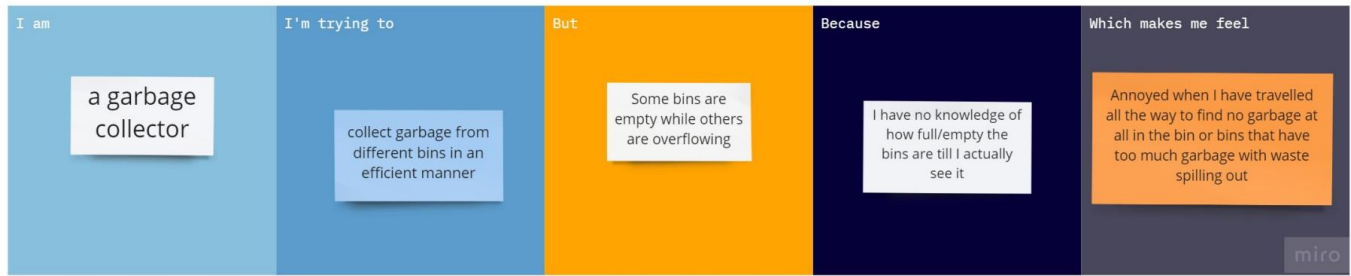 I am
a garbage
collector
I'm trying to
collect garbage from
different bins in an
efficient manner
But
Some bins are
empty while others
are overflowing
Because
I have no knowledge of
how full/empty the
bins are till I actually
see it
Which makes me feel
Annoyed when I have travelled
all the way to find no garbage at
all in the bin or bins that have
too much garbage with waste
spilling out
miro